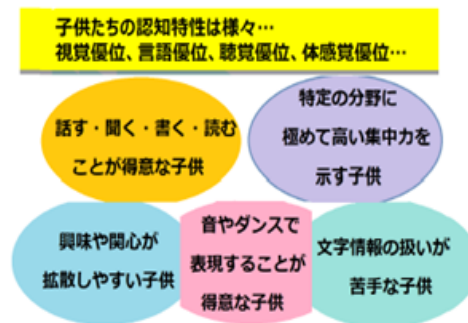 子供たちの認知特性は様々…
視覚優位、言語優位、聴覚優位、体感覚優位…
話す・聞く・書く・読む
ことが得意な子供
特定の分野に
極めて高い集中力を
示す子供
興味や関心が
拡散しやすい子供
音やダンスで
表現することが
得意な子供
文字情報の扱いが
苦手な子供